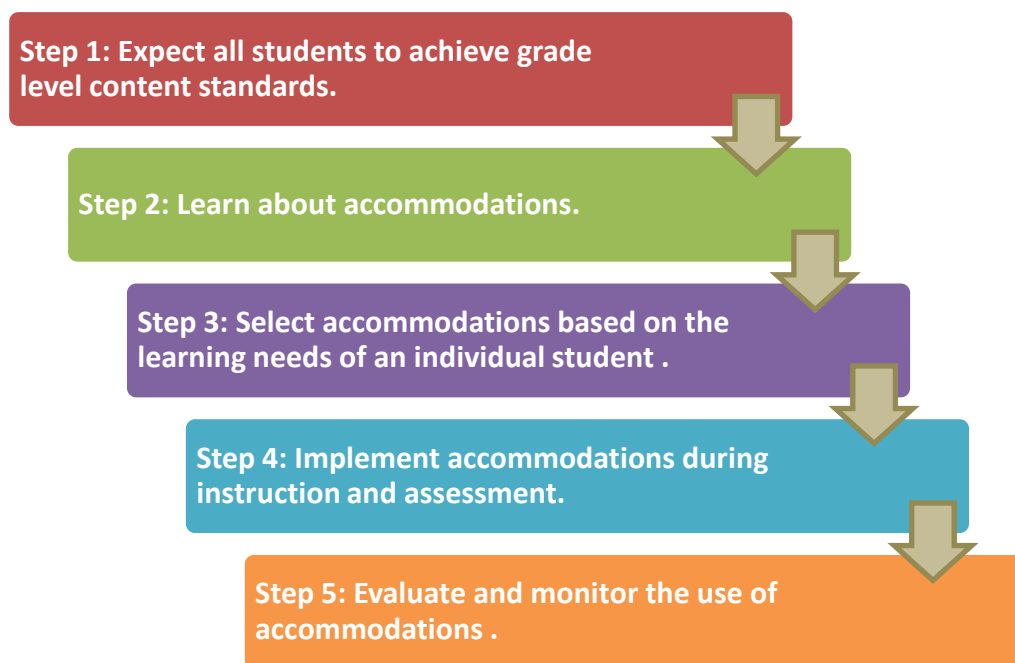 Step 1: Expect all students to achieve grade
level content standards.
Step 2: Learn about accommodations.
Step 3: Select accommodations based on the
learning needs of an individual student .
Step 4: Implement accommodations during
instruction and assessment.
Step 5: Evaluate and monitor the use of
accommodations .